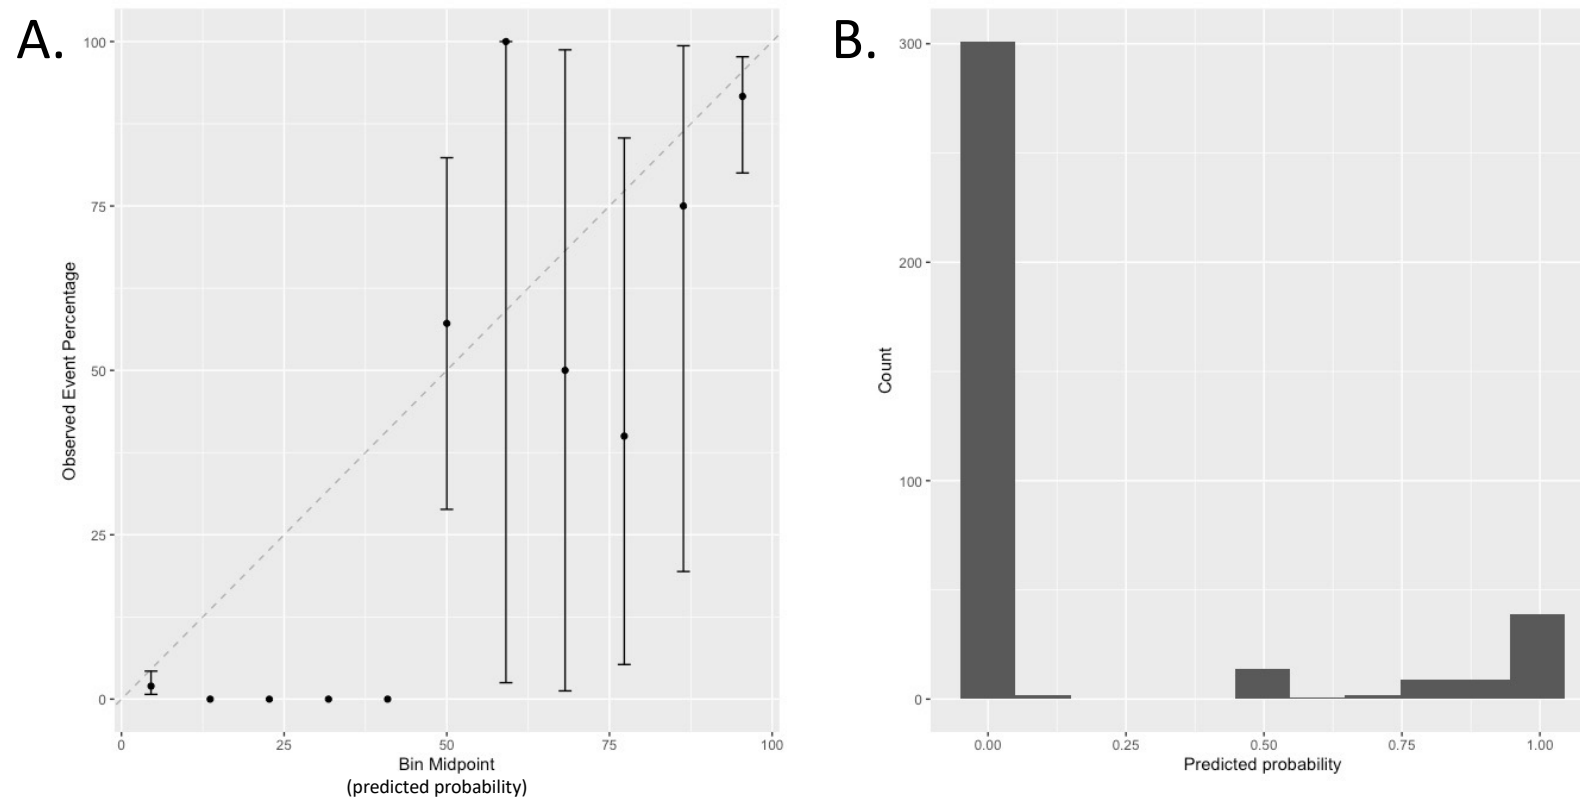 A.
100
75
50
25
0
Observed Event Percentage
0 25 50 75 100
Bin Midpoint
(predicted probability)
B.
300
200
100
0
Count
0.00 0.25 0.50 0.75 1.00
Predicted probability